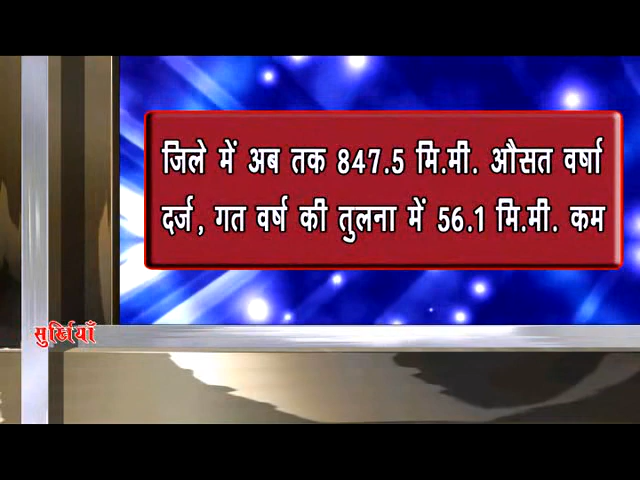 जिले में अब तक 847.5 मि.मी. औसत वर्षा
दर्ज, गत वर्ष की तुलना में 56.1 मि.मी. कम
सुर्खियाँ